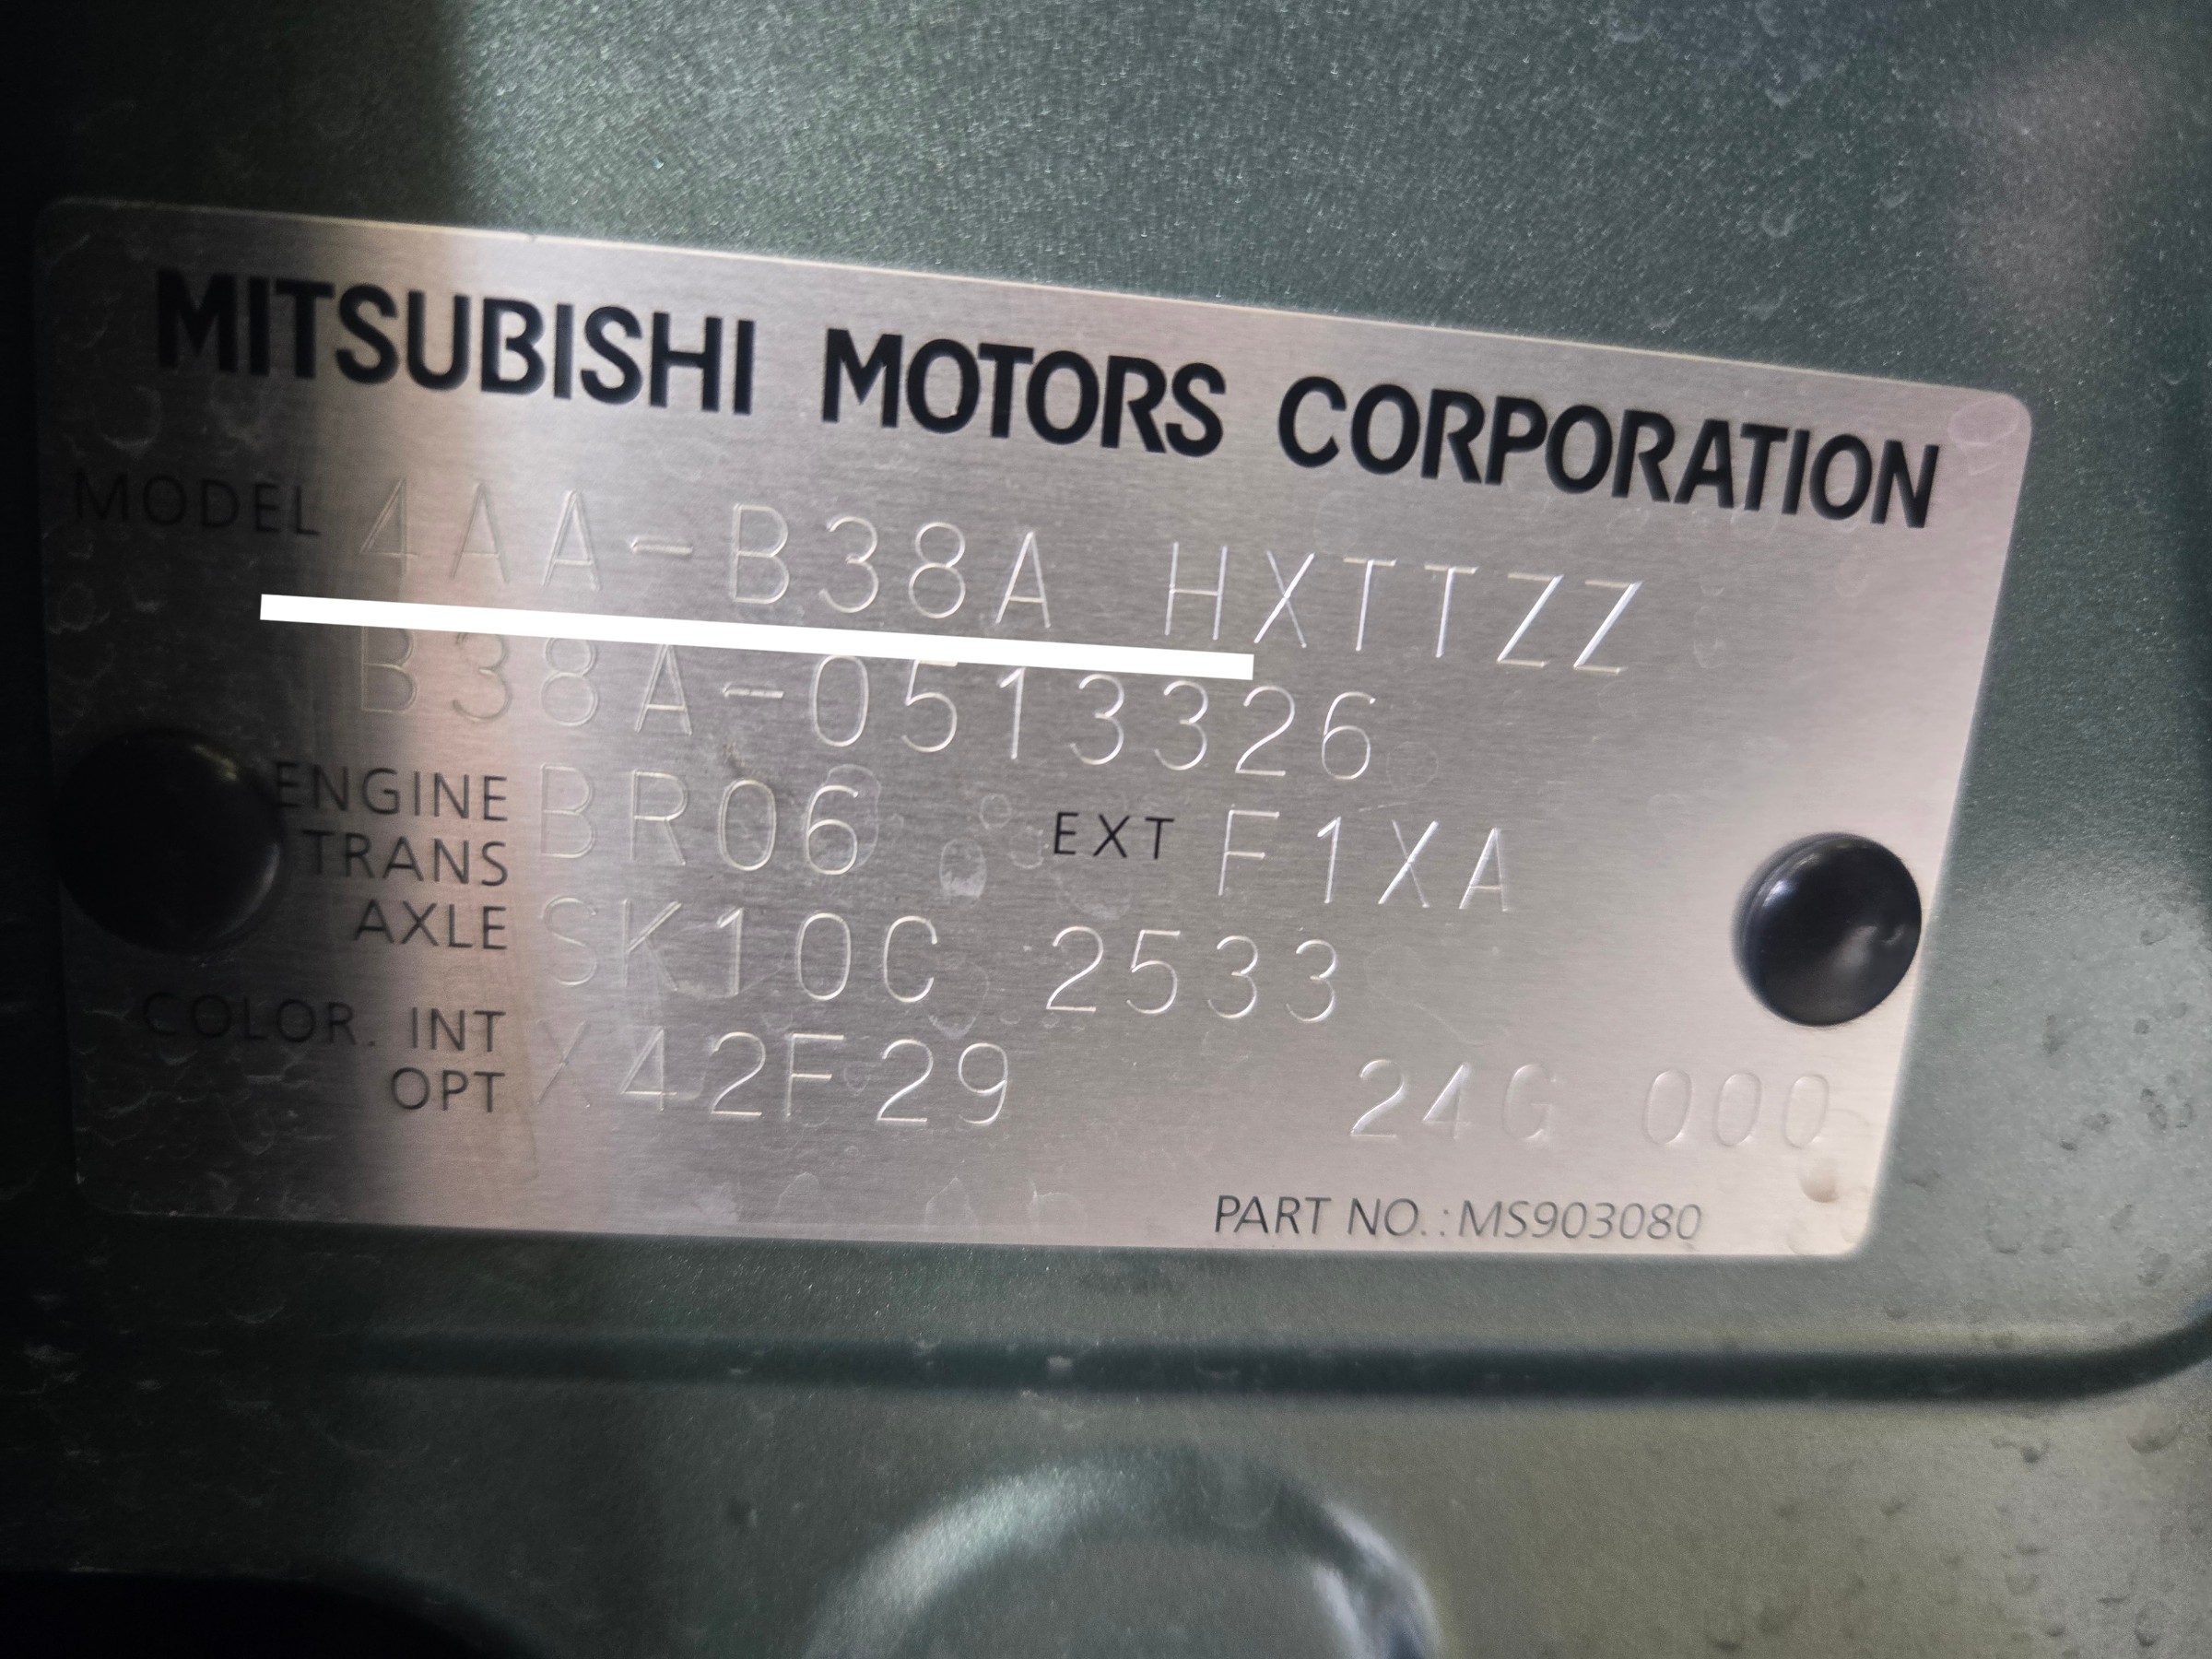 MITSUBISHI MOTORS CORPORATION
MODEL 4AA-B38A HXTTZZ
B38A-0513326
ENGINE BR06 EXT F1XA
TRANS
AXLE SK10C 2533
COLOR. INT
OPT X42F29 24G 000
PART NO.:MS903080